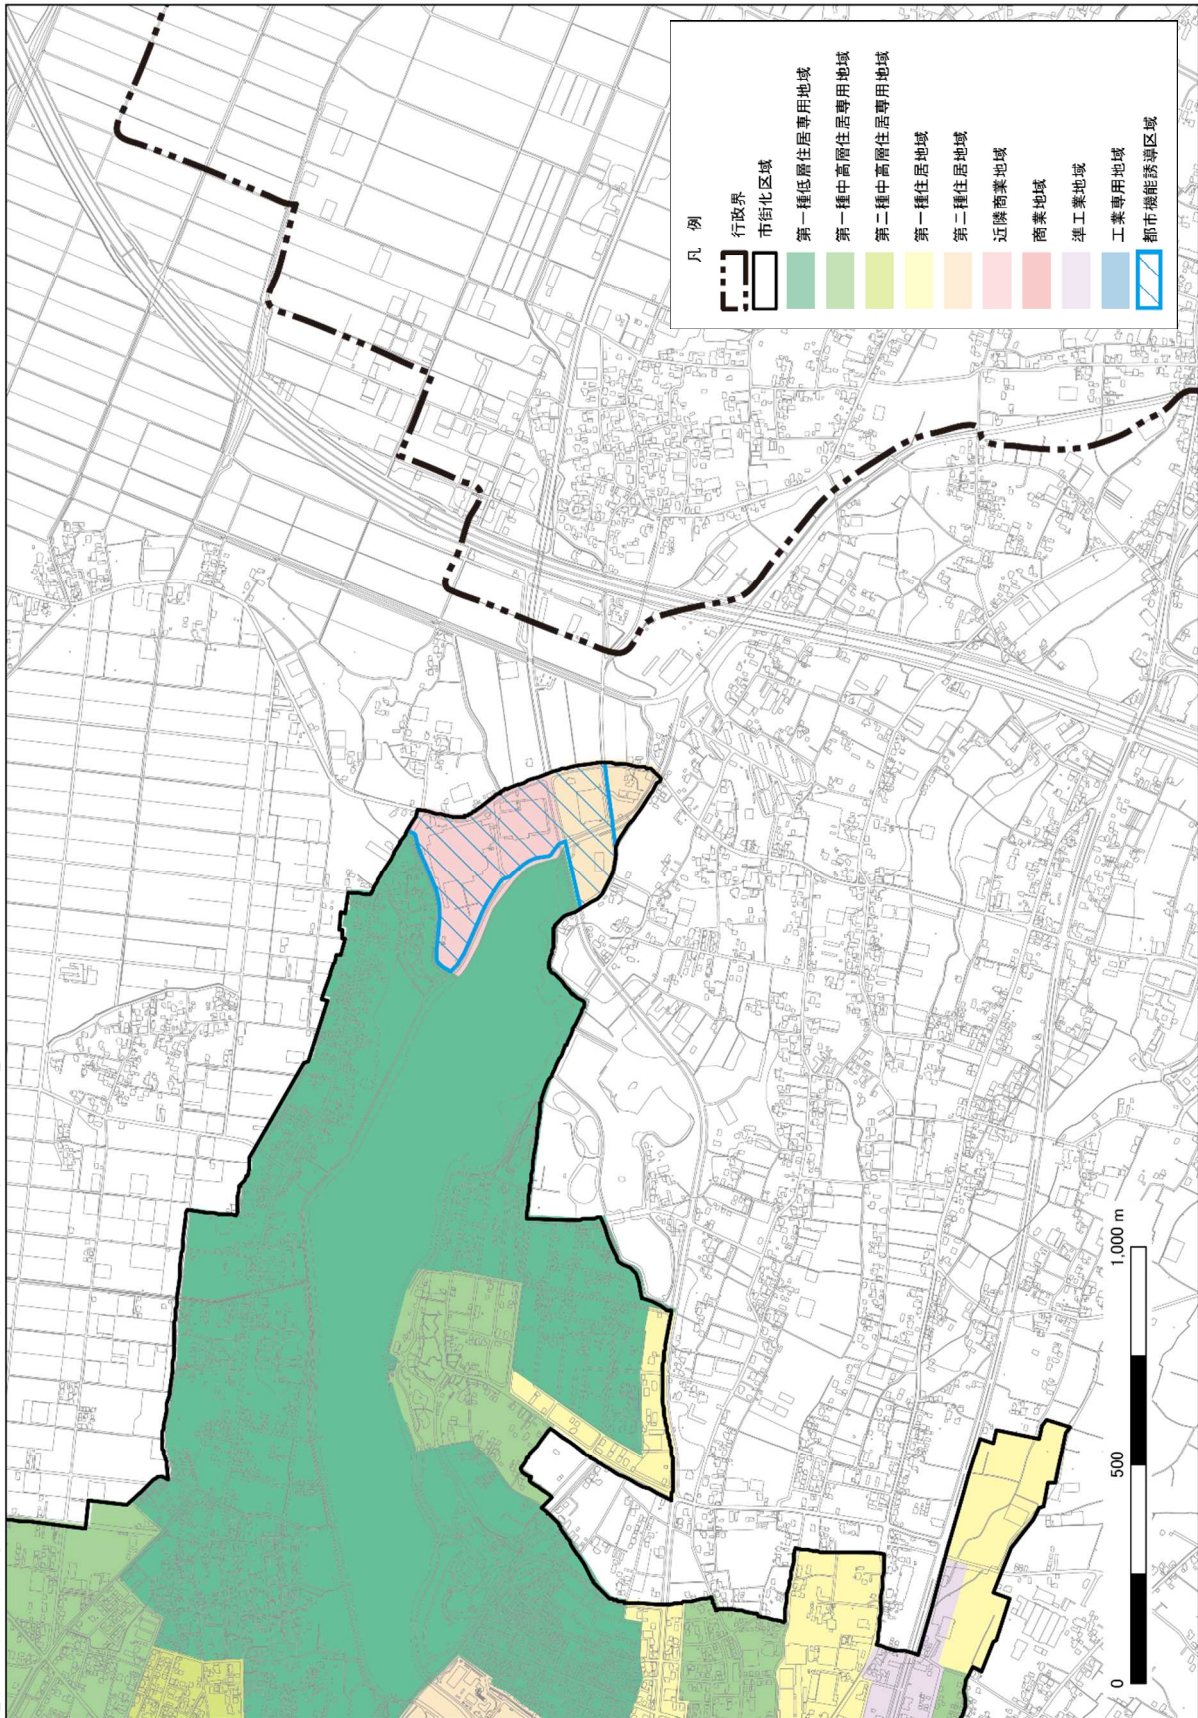 凡 例
行政界
市街化区域
第一種低層住居専用地域
第一種中高層住居専用地域
第二種中高層住居専用地域
第一種住居地域
第二種住居地域
近隣商業地域
商業地域
準工業地域
工業専用地域
都市機能誘導区域
0 500 1,000 m